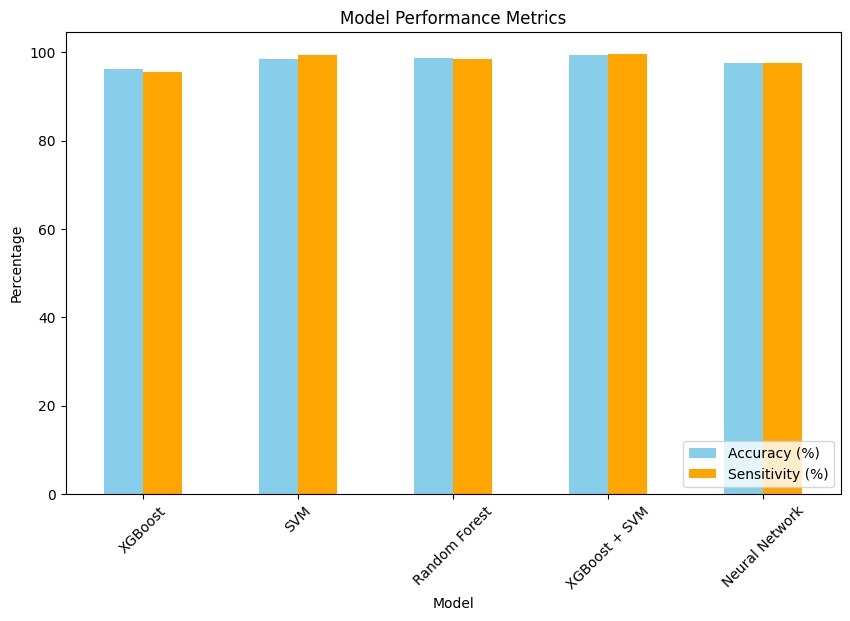 Model Performance Metrics
Percentage
100
80
60
40
20
0
Accuracy (%)
Sensitivity (%)
XGBoost
SVM
Random Forest
XGBoost + SVM
Neural Network
Model